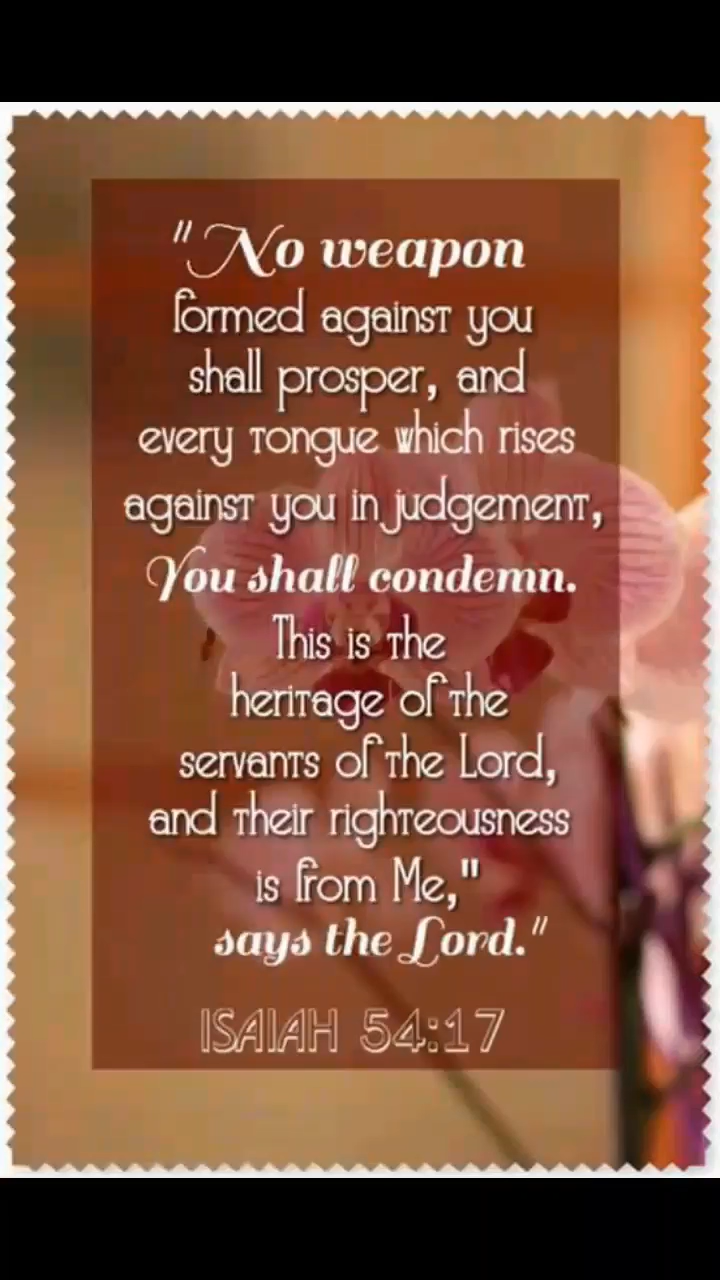 "No weapon
formed against you
shall prosper, and
every tongue which rises
against you in judgement,
You shall condemn.
This is the
heritage of the
servants of the Lord,
and their righteousness
is from Me,"
says the Lord."
ISAIAH 54:17